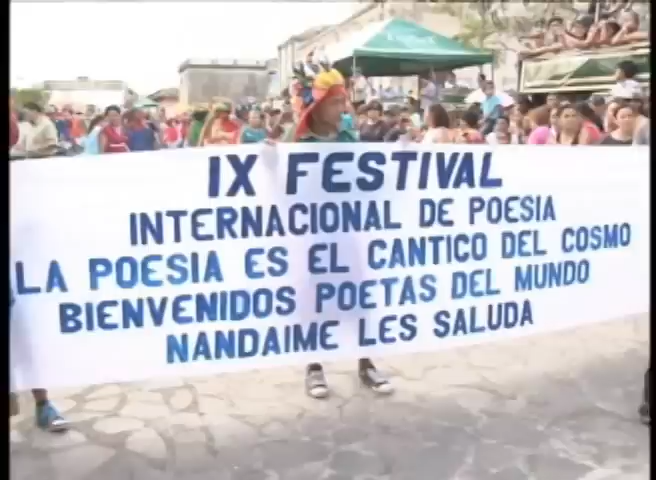 IX FESTIVAL
INTERNACIONAL DE POESIA
LA POESIA ES EL CANTICO DEL COSMO
BIENVENIDOS POETAS DEL MUNDO
NANDAIME LES SALUDA